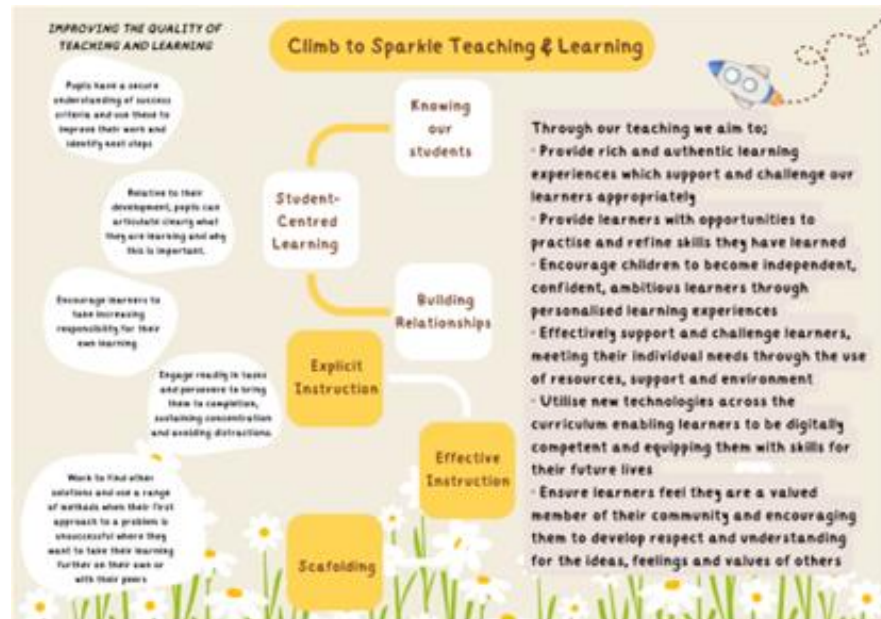 IMPROVING THE QUALITY OF
TEACHING AND LEARNING
Climb to Sparkle Teaching & Learning
Pupils have a secure
understanding of success
criteria and use these to
improve their work and
identify next steps
Relative to their
development, pupils can
articulate clearly what
they are learning and why
this is important.
Encourage learners to
take increasing
responsibility for their
own learning
Engage readily in tasks
and persevere to bring
them to completion,
sustaining concentration
and avoiding distractions
Work to find other
solutions and use a range
of methods when their first
approach to a problem is
unsuccessful where they
want to take their learning
further on their own or
with their peers
Knowing
our
students
Student-
Centred
Learning
Building
Relationships
Explicit
Instruction
Effective
Instruction
Scafolding
Through our teaching we aim to;
· Provide rich and authentic learning
experiences which support and challenge our
learners appropriately
· Provide learners with opportunities to
practise and refine skills they have learned
· Encourage children to become independent,
confident, ambitious learners through
personalised learning experiences
· Effectively support and challenge learners,
meeting their individual needs through the use
of resources, support and environment
· Utilise new technologies across the
curriculum enabling learners to be digitally
competent and equipping them with skills for
their future lives
· Ensure learners feel they are a valued
member of their community and encouraging
them to develop respect and understanding
for the ideas, feelings and values of others